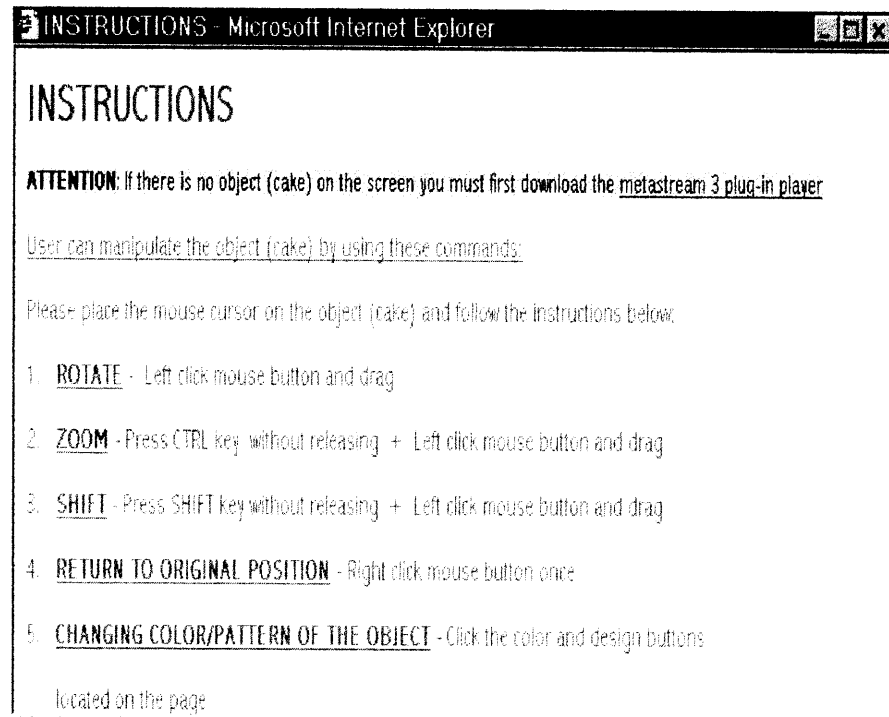 INSTRUCTIONS - Microsoft Internet Explorer
INSTRUCTIONS
ATTENTION: If there is no object (cake) on the screen you must first download the metastream 3 plug-in player
User can manipulate the object (cake) by using these commands:
Please place the mouse cursor on the object (cake) and follow the instructions below:
1. ROTATE - Left click mouse button and drag
2. ZOOM - Press CTRL key without releasing + Left click mouse button and drag
3. SHIFT - Press SHIFT key without releasing + Left click mouse button and drag
4. RETURN TO ORIGINAL POSITION - Right click mouse button once
5. CHANGING COLOR/PATTERN OF THE OBJECT - Click the color and design buttons
located on the page